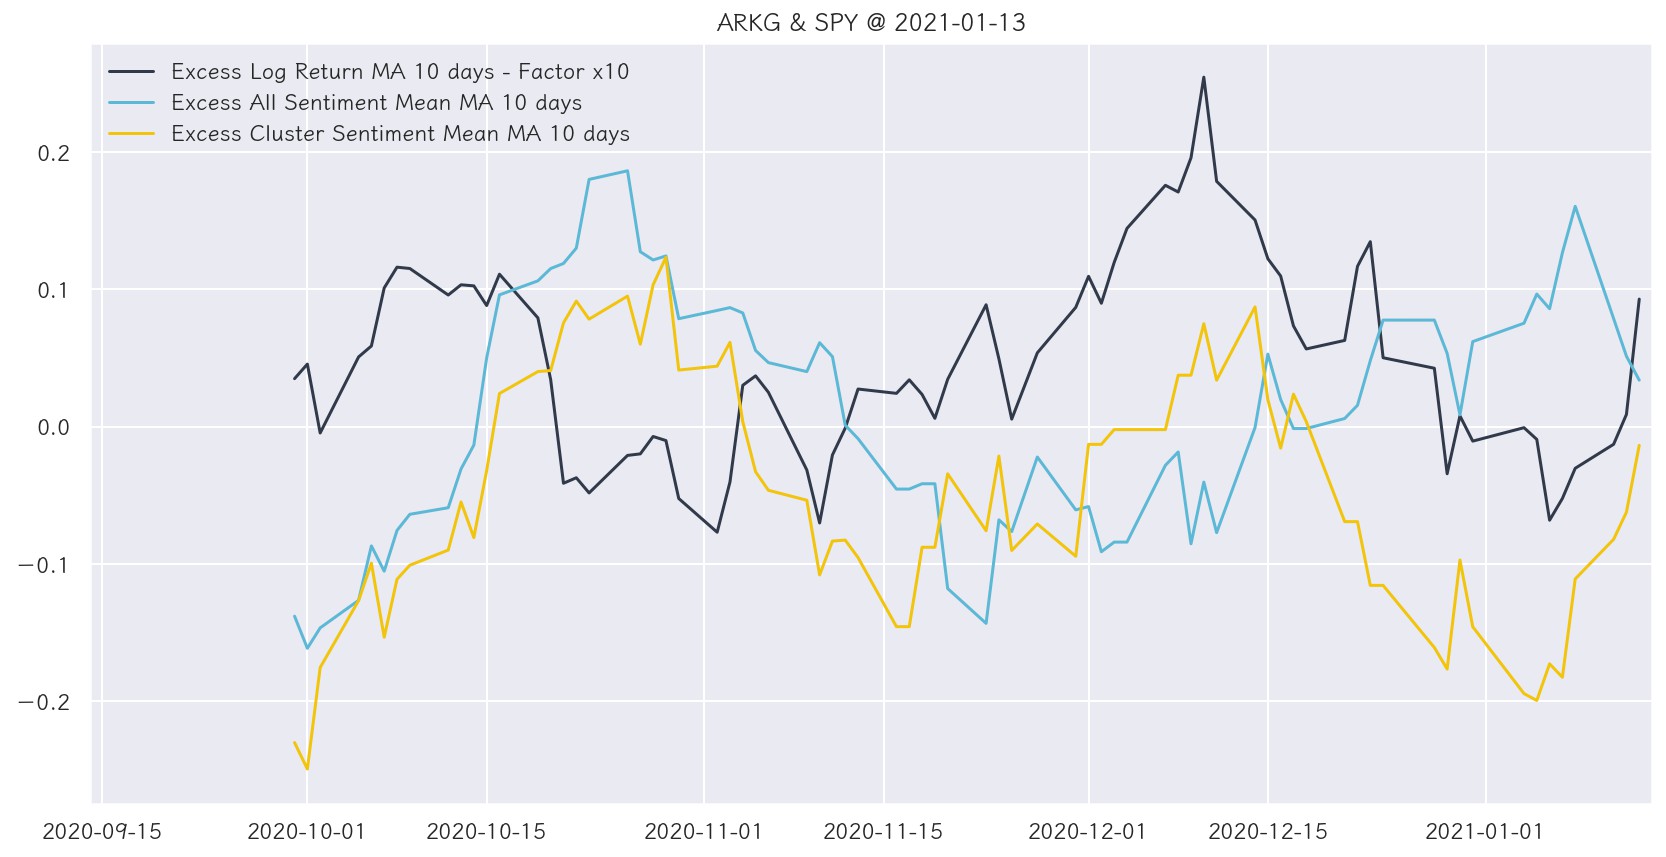 ARKG & SPY @ 2021-01-13
Excess Log Return MA 10 days - Factor x10
Excess All Sentiment Mean MA 10 days
Excess Cluster Sentiment Mean MA 10 days
0.2
0.1
0.0
−0.1
−0.2
2020-09-15 2020-10-01 2020-10-15 2020-11-01 2020-11-15 2020-12-01 2020-12-15 2021-01-01